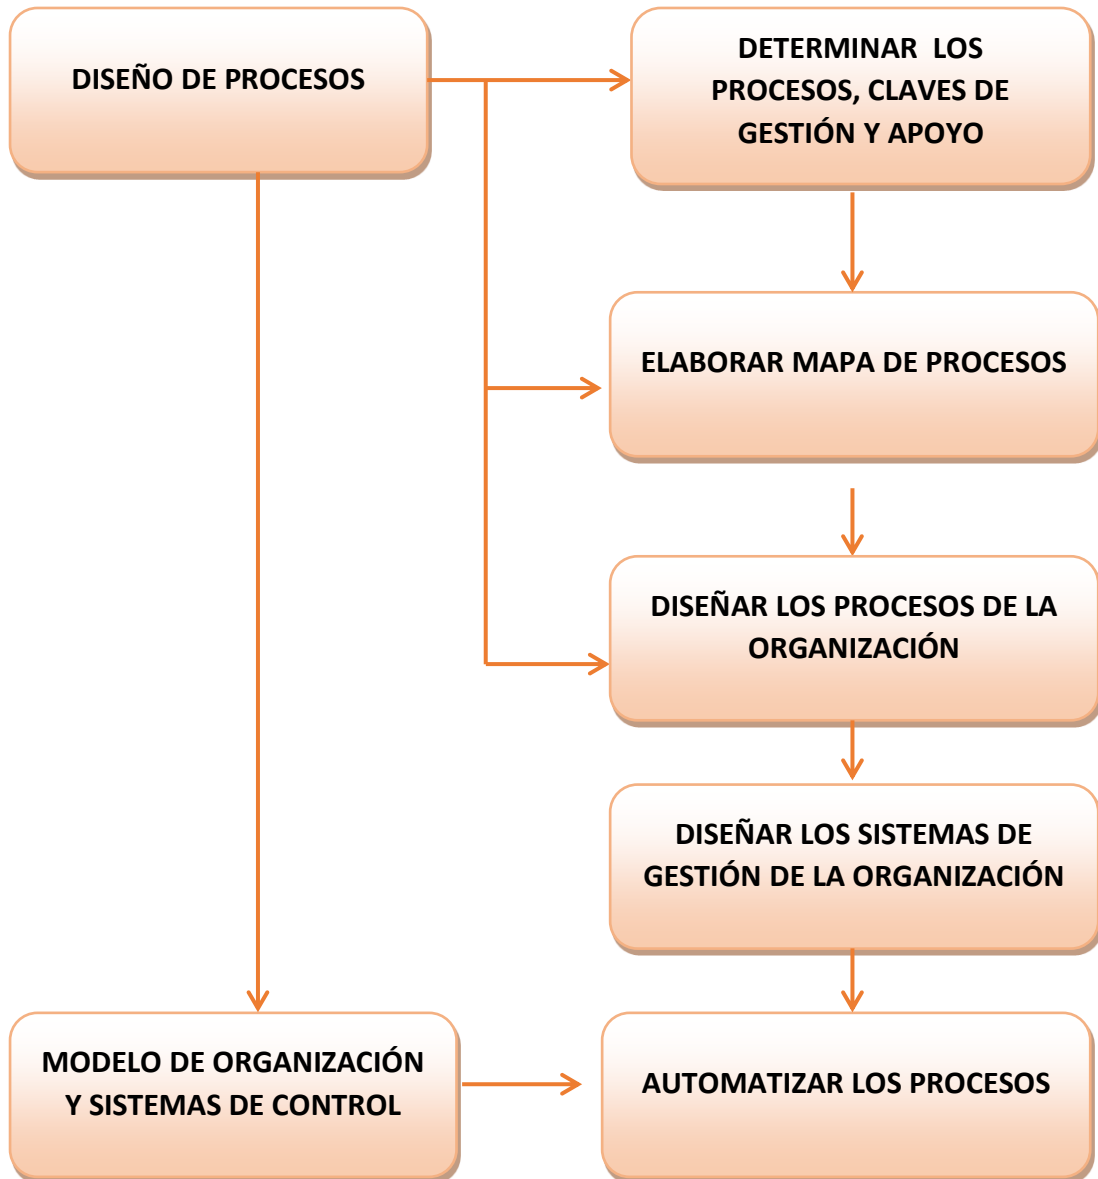 DISEÑO DE PROCESOS
DETERMINAR  LOS
PROCESOS, CLAVES DE
GESTIÓN Y APOYO
ELABORAR MAPA DE PROCESOS
DISEÑAR LOS PROCESOS DE LA
ORGANIZACIÓN
DISEÑAR LOS SISTEMAS DE
GESTIÓN DE LA ORGANIZACIÓN
MODELO DE ORGANIZACIÓN
Y SISTEMAS DE CONTROL
AUTOMATIZAR LOS PROCESOS